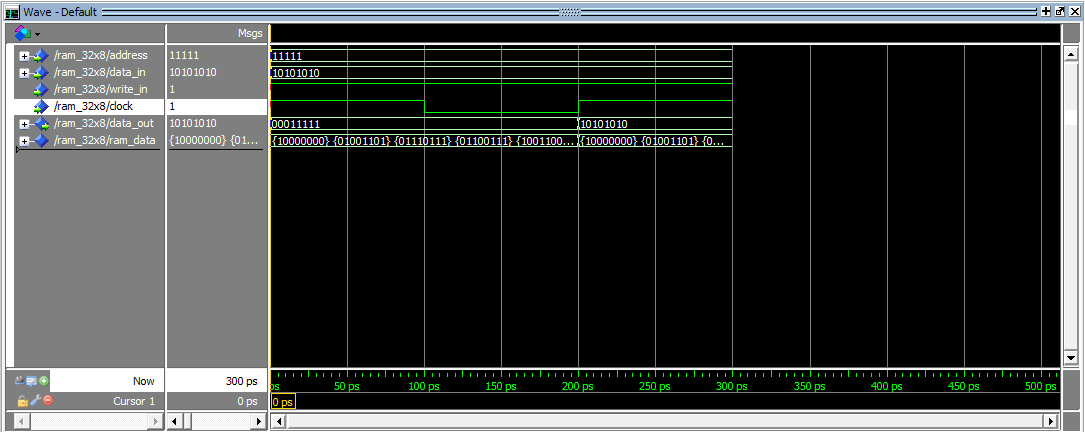 Wave - Default
Msgs
/ram_32x8/address 11111 11111
/ram_32x8/data_in 10101010 10101010
/ram_32x8/write_in 1
/ram_32x8/clock 1
/ram_32x8/data_out 10101010 00011111 10101010
/ram_32x8/ram_data {10000000} {01... {10000000} {01001101} {01110111} {01100111} {1001100... {10000000} {01001101} {0...
Now 300 ps ps 50 ps 100 ps 150 ps 200 ps 250 ps 300 ps 350 ps 400 ps 450 ps 500 ps
Cursor 1 0 ps 0 ps